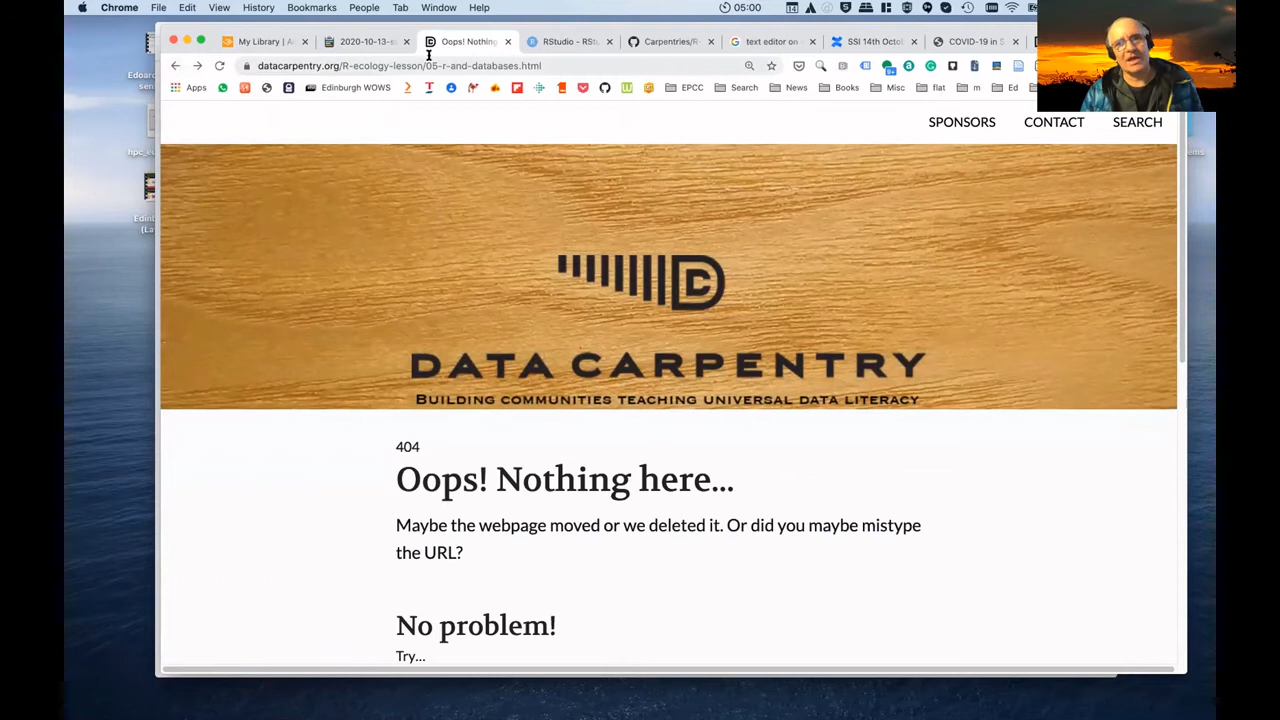 Chrome File Edit View History Bookmarks People Tab Window Help 05:00
My Library | A 2020-10-13-s Oops! Nothing RStudio - RSt Carpentries/R- text editor on SSI 14th Octo COVID-19 in S
datacarpentry.org/R-ecology-lesson/05-r-and-databases.html
Apps Edinburgh WOWS EPCC Search News Books Misc flat m Ed
SPONSORS CONTACT SEARCH
DC
DATA CARPENTRY
BUILDING COMMUNITIES TEACHING UNIVERSAL DATA LITERACY
404
Oops! Nothing here...
Maybe the webpage moved or we deleted it. Or did you maybe mistype
the URL?
No problem!
Try...